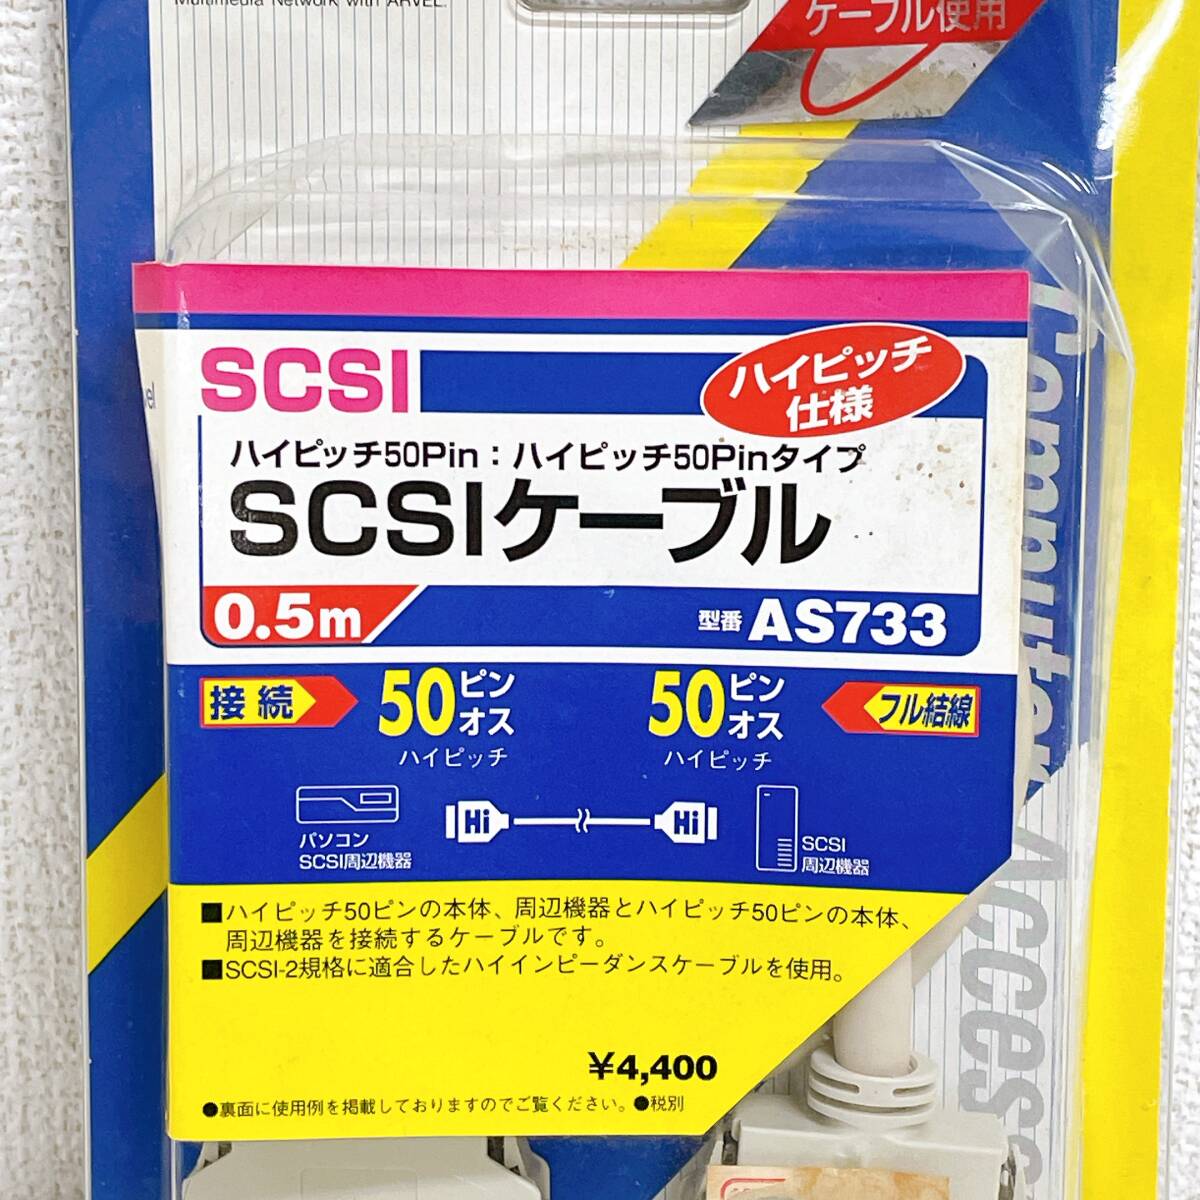 Multimedia Network with ARVEL.
ケーブル使用
SCSI
ハイピッチ
仕様
ハイピッチ50Pin：ハイピッチ50Pinタイプ
SCSIケーブル
0.5m
型番 AS733
接続
50ピン
オス
ハイピッチ
50ピン
オス
ハイピッチ
フル結線
Hi
Hi
パソコン
SCSI周辺機器
SCSI
周辺機器
■ハイピッチ50ピンの本体、周辺機器とハイピッチ50ピンの本体、
周辺機器を接続するケーブルです。
■SCSI-2規格に適合したハイインピーダンスケーブルを使用。
¥4,400
●裏面に使用例を掲載しておりますのでご覧ください。●税別
Computer Access